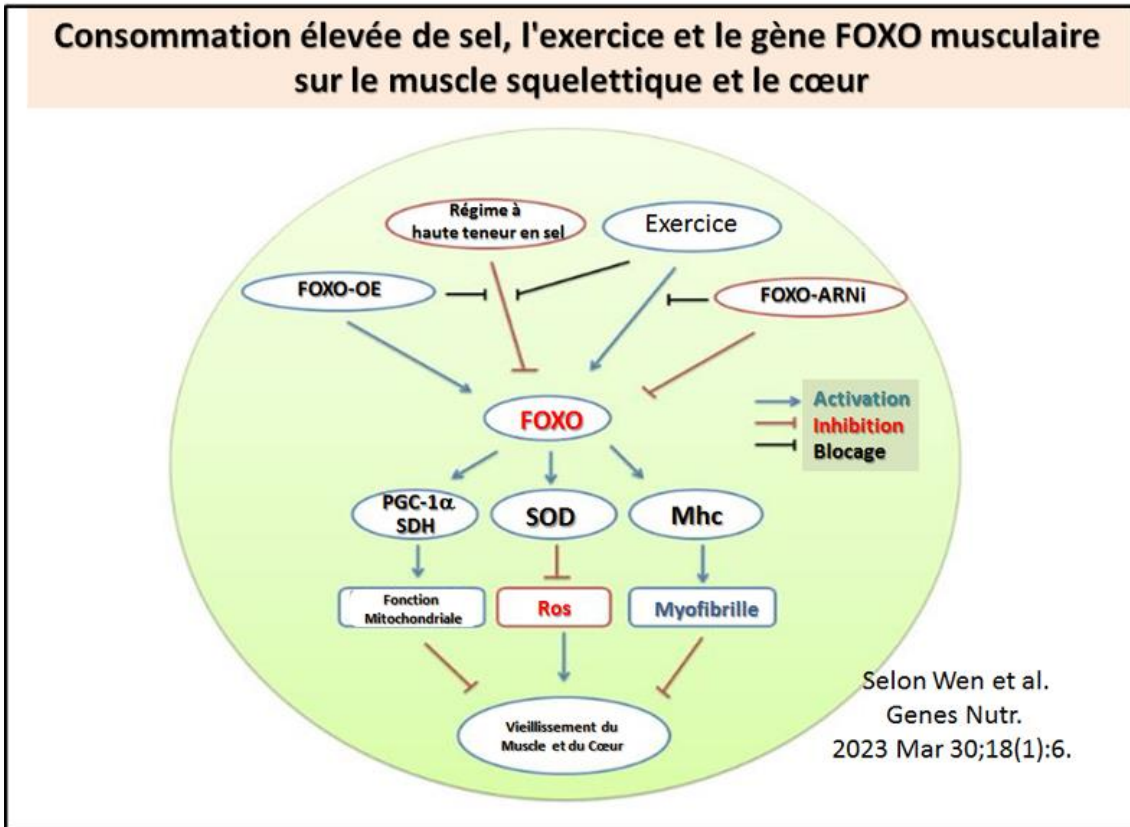 Consommation élevée de sel, l'exercice et le gène FOXO musculaire
sur le muscle squelettique et le cœur
Régime à
haute teneur en sel
Exercice
FOXO-OE
FOXO-ARNi
FOXO
Activation
Inhibition
Blocage
PGC-1α
SDH
SOD
Mhc
Fonction
Mitochondriale
Ros
Myofibrille
Vieillissement du
Muscle et du Cœur
Selon Wen et al.
Genes Nutr.
2023 Mar 30;18(1):6.